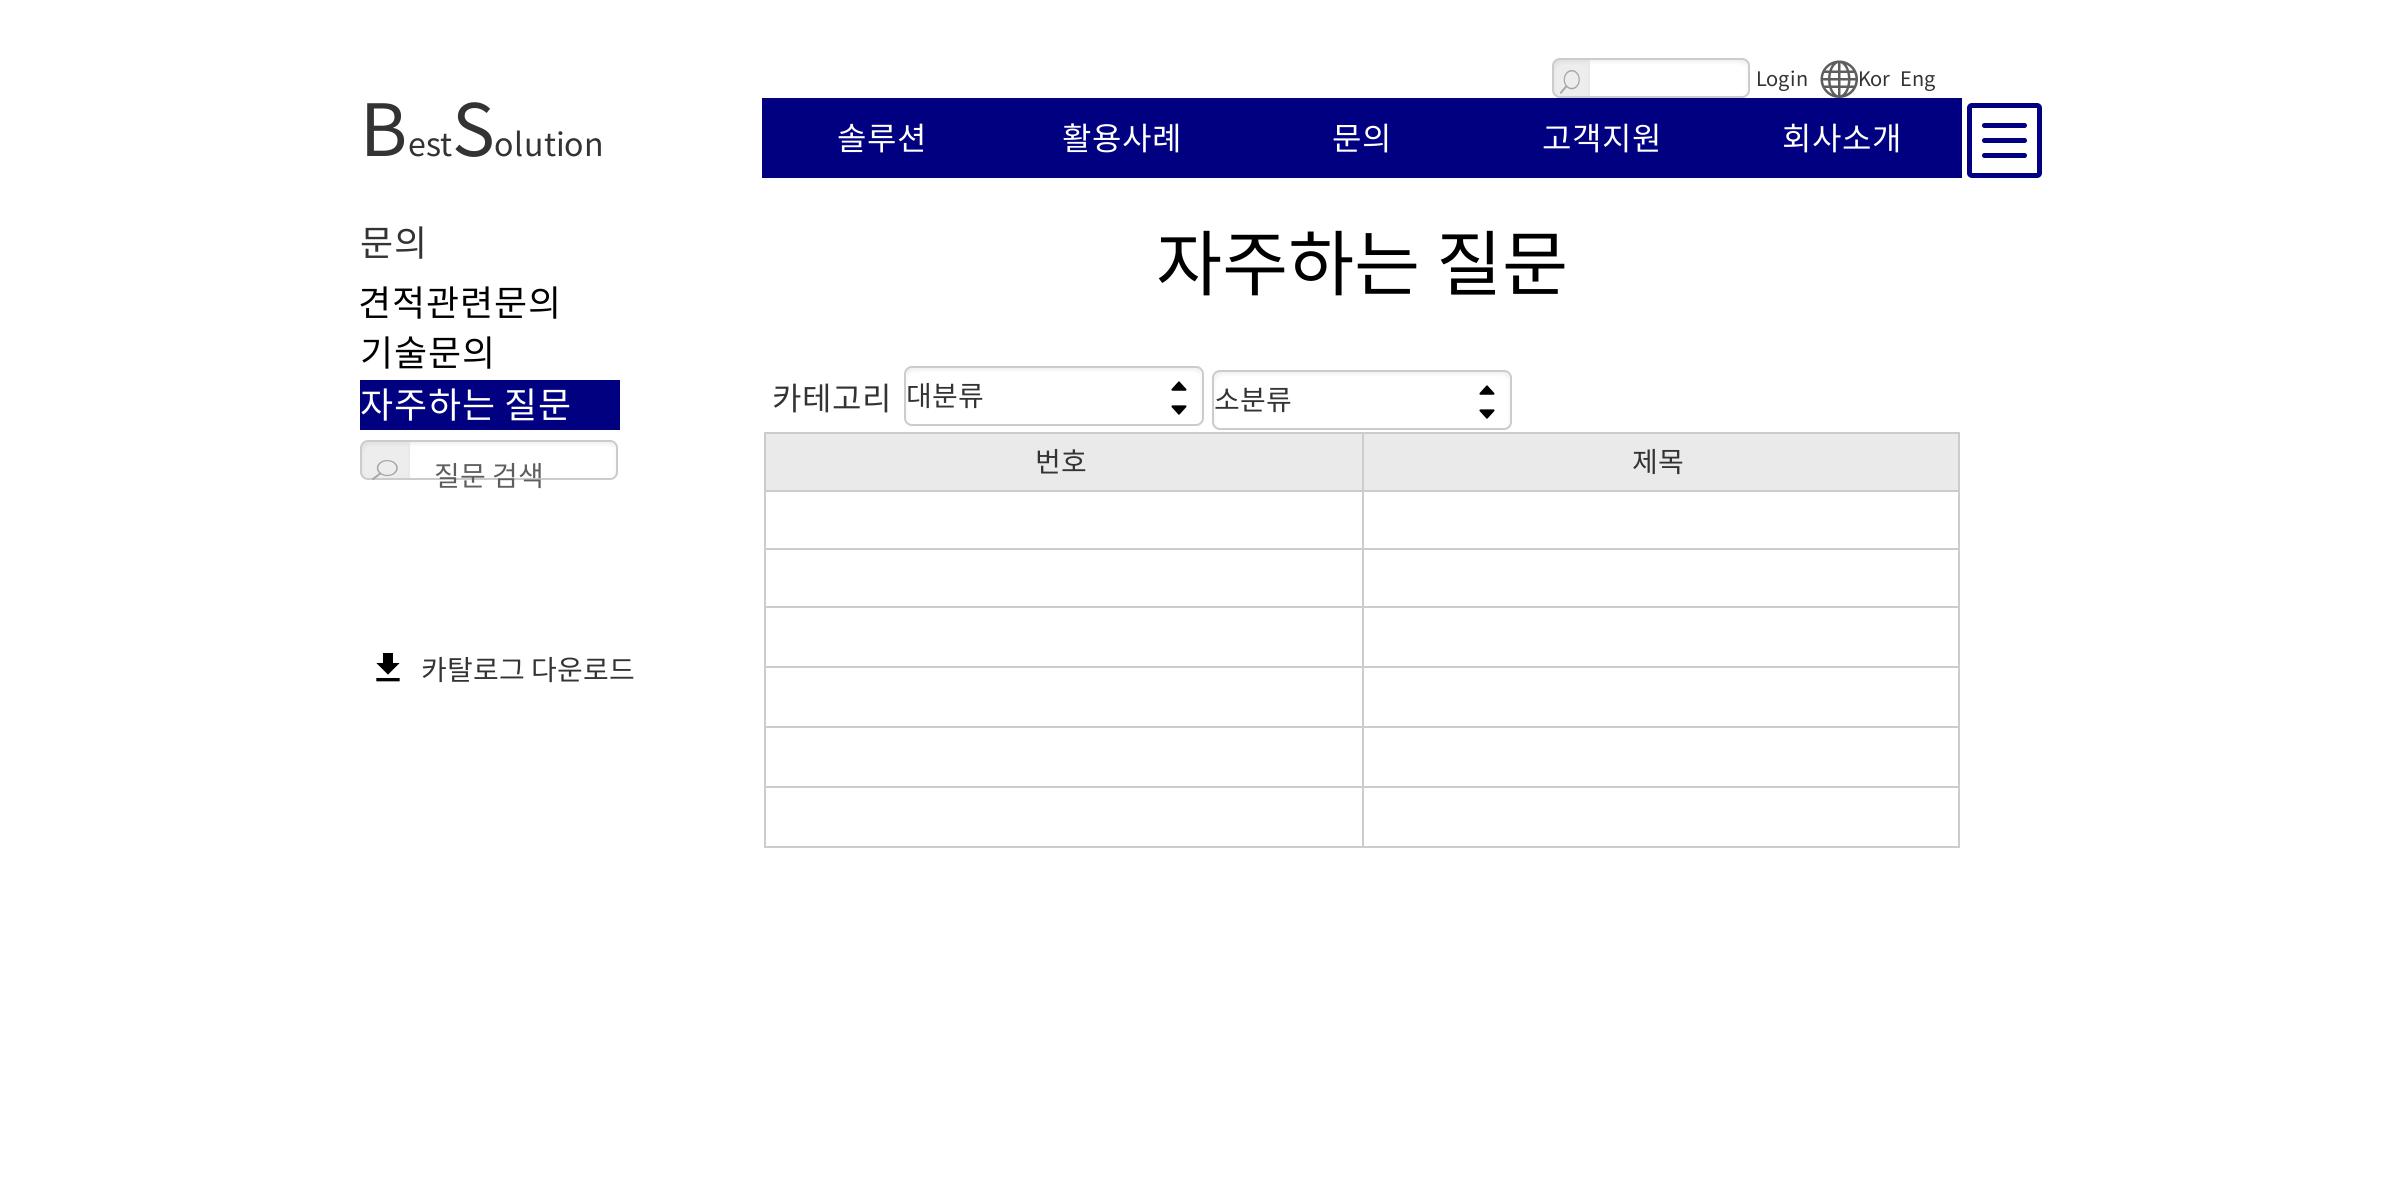 Login Kor Eng
BestSolution
솔루션 활용사례 문의 고객지원 회사소개
문의
견적관련문의
기술문의
자주하는 질문
질문 검색
카탈로그 다운로드
자주하는 질문
카테고리 대분류 소분류
번호 제목